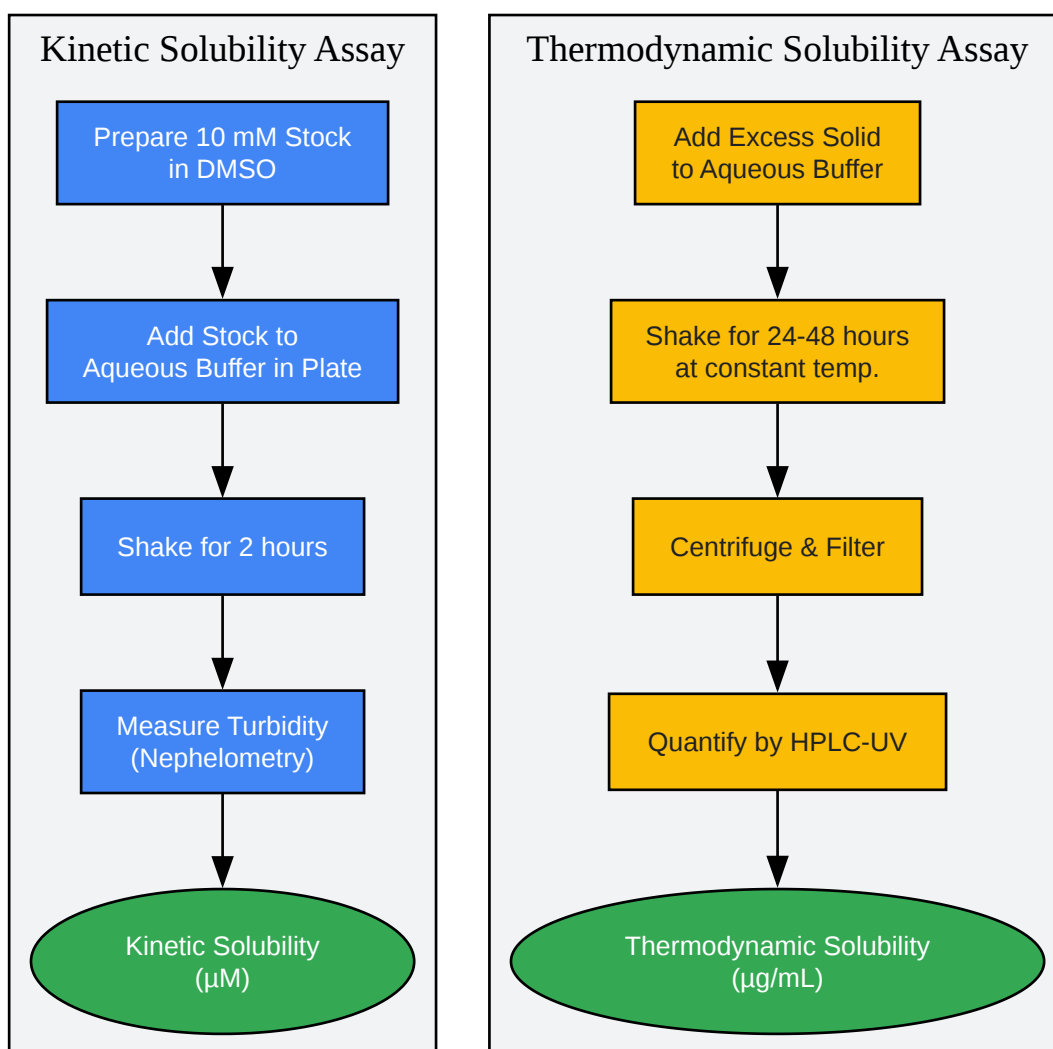 Kinetic Solubility Assay
Prepare 10 mM Stock
in DMSO
Add Stock to
Aqueous Buffer in Plate
Shake for 2 hours
Measure Turbidity
(Nephelometry)
Kinetic Solubility
(µM)
Thermodynamic Solubility Assay
Add Excess Solid
to Aqueous Buffer
Shake for 24-48 hours
at constant temp.
Centrifuge & Filter
Quantify by HPLC-UV
Thermodynamic Solubility
(µg/mL)